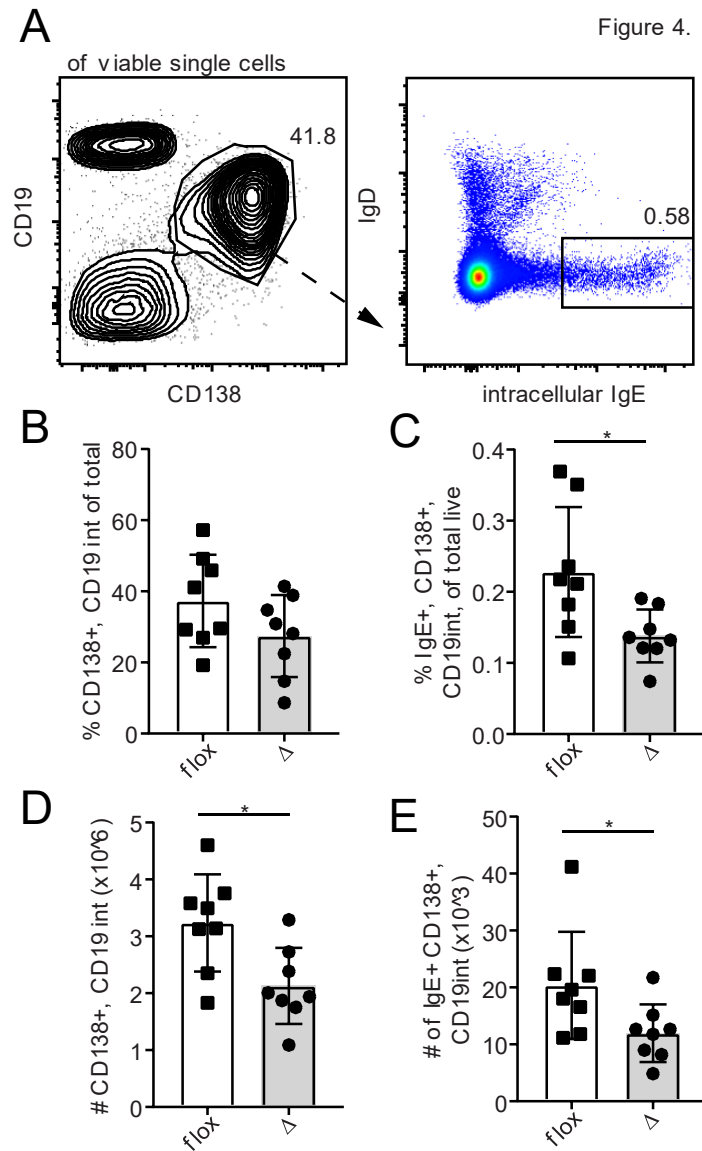 A
Figure 4.
of viable single cells
41.8
CD19
CD138
IgD
0.58
intracellular IgE
B
% CD138+, CD19 int of total
80
60
40
20
0
flox
Δ
C
% IgE+, CD138+,
CD19int, of total live
0.4
0.3
0.2
0.1
0.0
*
flox
Δ
D
# CD138+, CD19 int (x10^6)
5
4
3
2
1
0
*
flox
Δ
E
# of IgE+ CD138+,
CD19int (x10^3)
50
40
30
20
10
0
*
flox
Δ